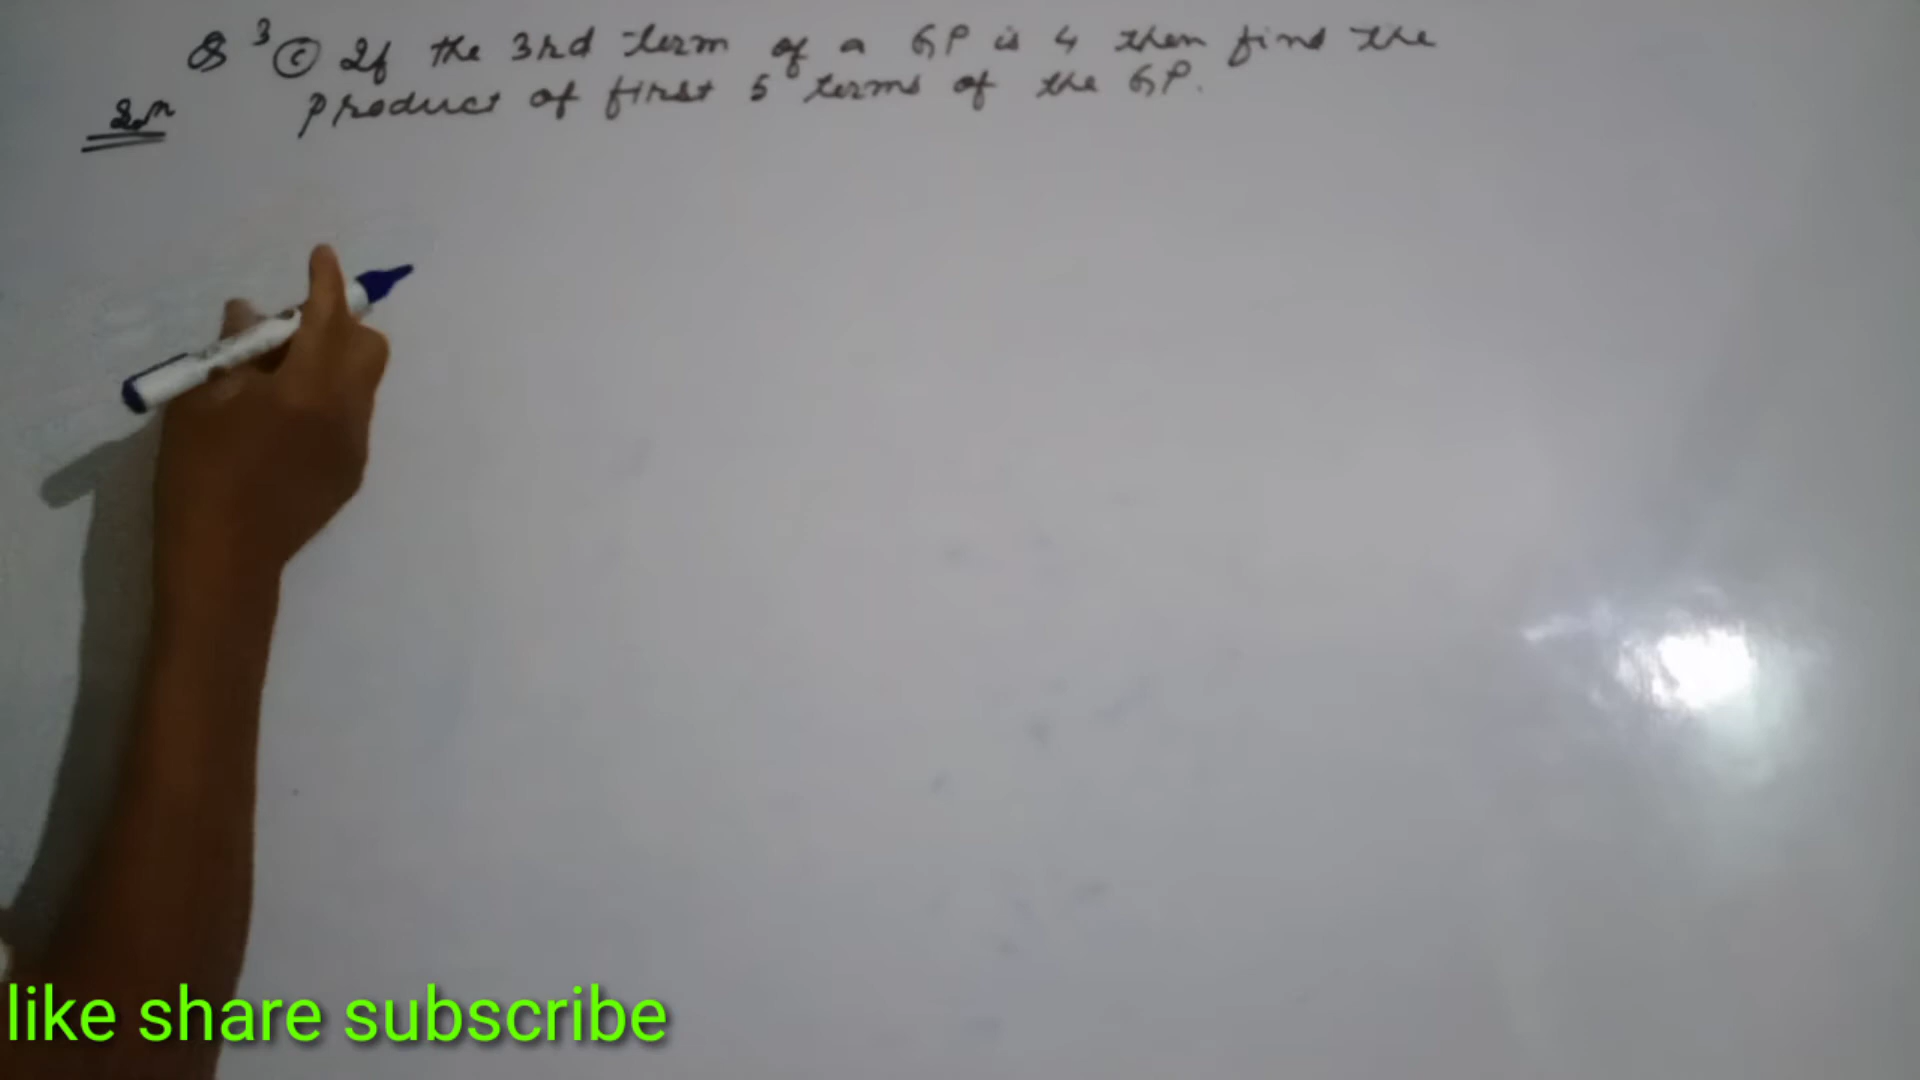 Q 3 (c) If the 3rd term of a GP is 4 then find the
product of first 5 terms of the GP.
Soln
like share subscribe